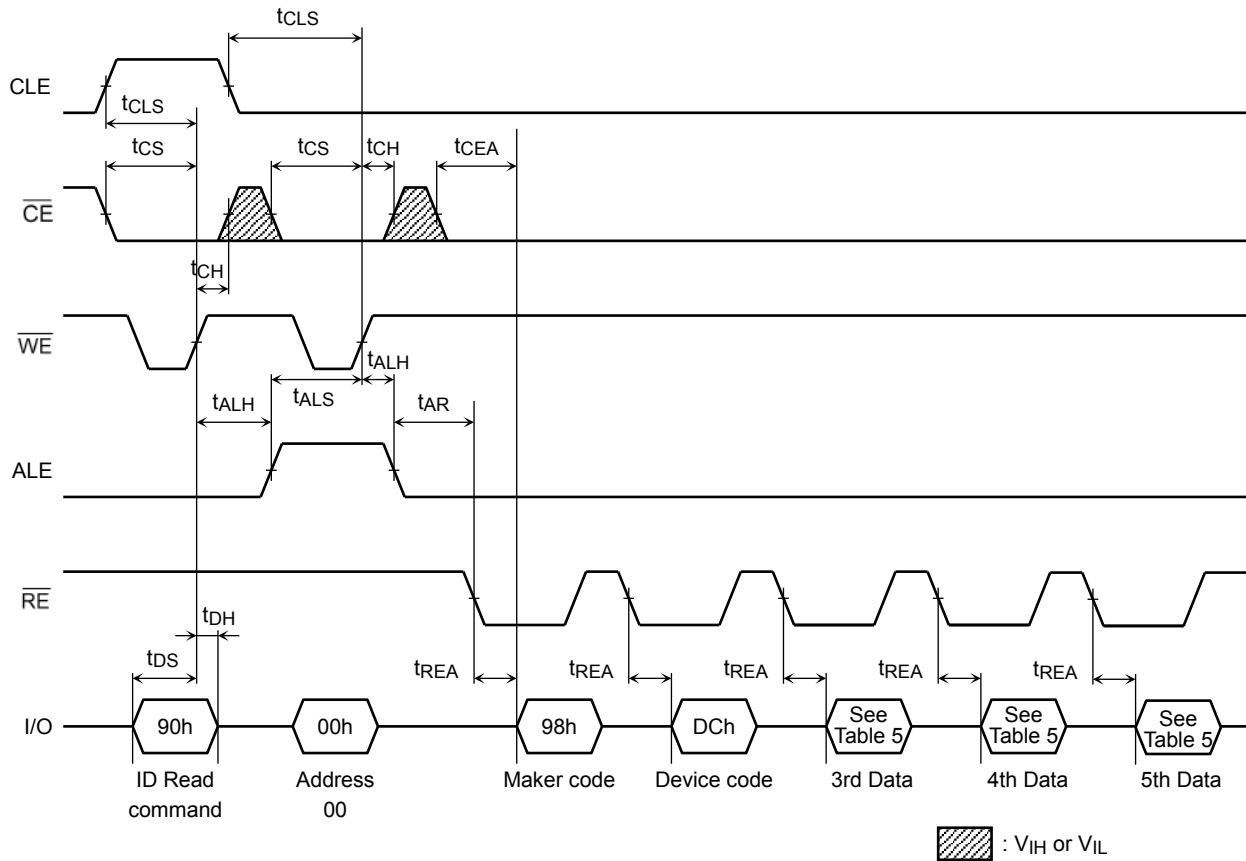 tCLS
CLE
tCLS
tCS tCS tCH tCEA
CE
tCH
WE
tALH
tALH tALS tAR
ALE
RE
tDH
tDS tREA tREA tREA tREA tREA
I/O 90h 00h 98h DCh See Table 5 See Table 5 See Table 5
ID Read command Address 00 Maker code Device code 3rd Data 4th Data 5th Data
: VIH or VIL